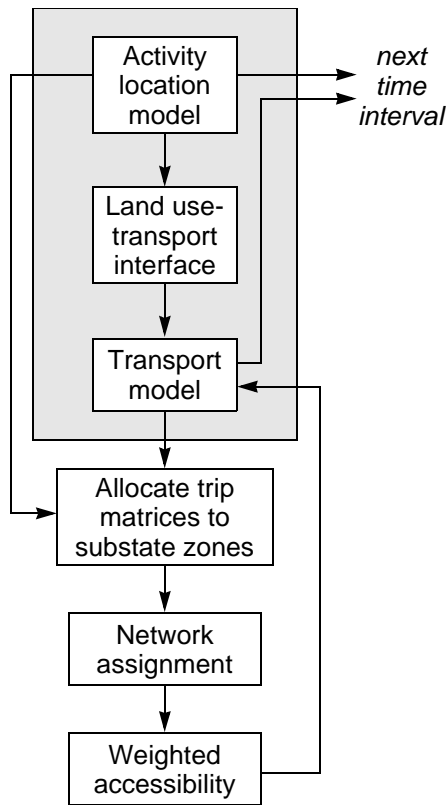 Activity
location
model
next
time
interval
Land use-
transport
interface
Transport
model
Allocate trip
matrices to
substate zones
Network
assignment
Weighted
accessibility